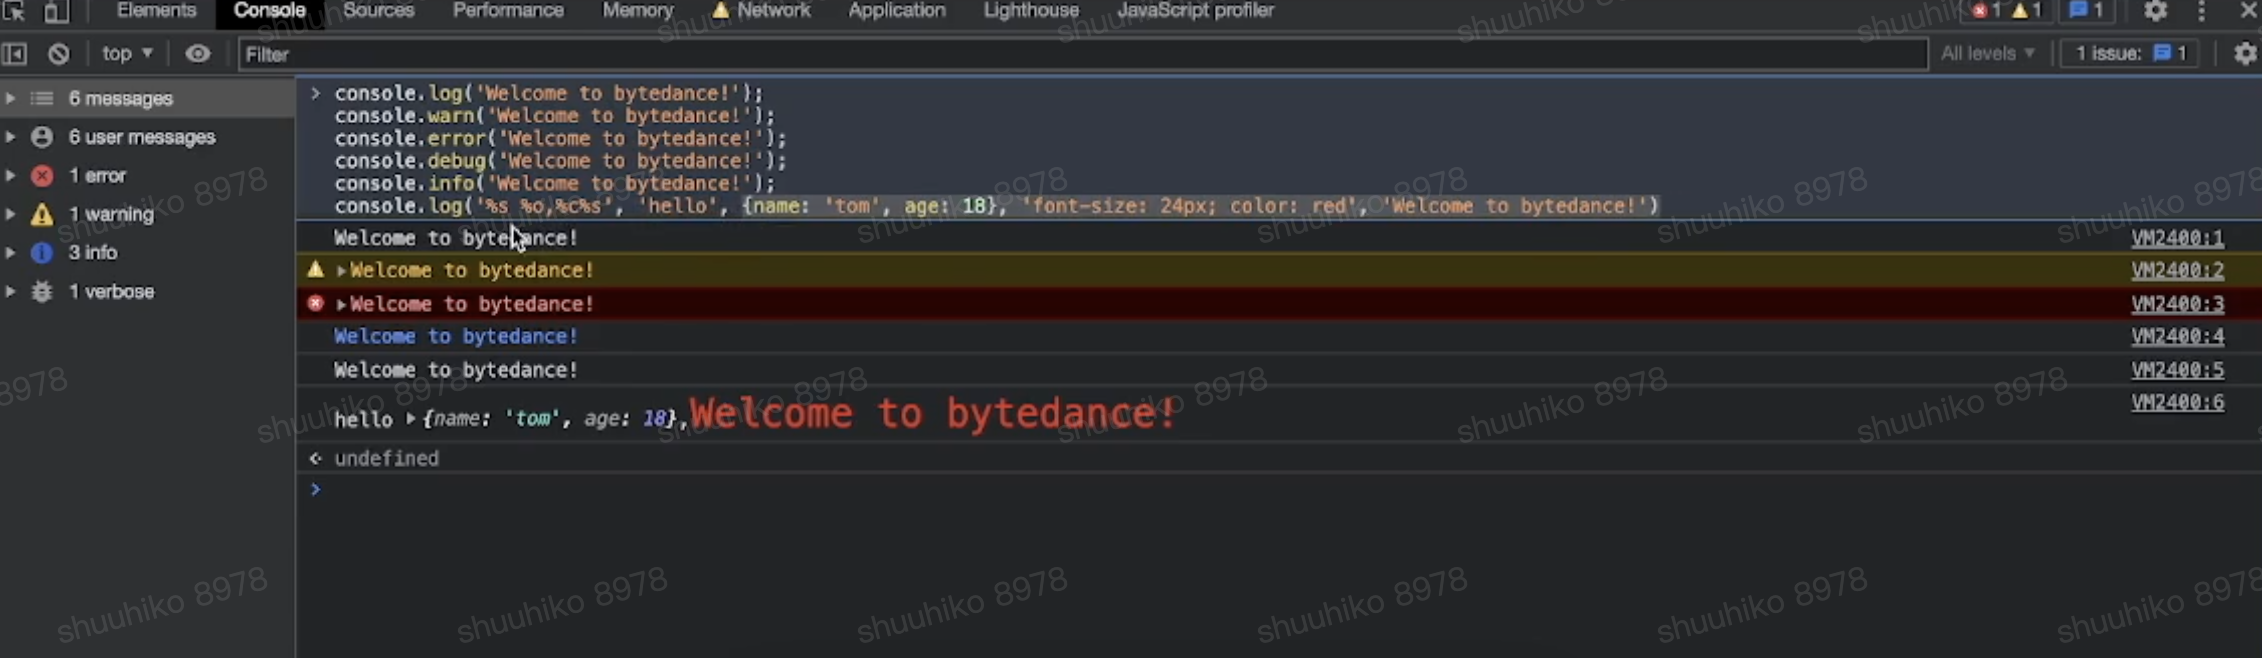 Elements Console Sources Performance Memory Network Application Lighthouse JavaScript profiler 1 1 1
top Filter All levels 1 issue: 1
6 messages
6 user messages
1 error
1 warning
3 info
1 verbose
> console.log('Welcome to bytedance!');
console.warn('Welcome to bytedance!');
console.error('Welcome to bytedance!');
console.debug('Welcome to bytedance!');
console.info('Welcome to bytedance!');
console.log('%s %o,%c%s', 'hello', {name: 'tom', age: 18}, 'font-size: 24px; color: red', 'Welcome to bytedance!')
Welcome to bytedance! VM2400:1
Welcome to bytedance! VM2400:2
Welcome to bytedance! VM2400:3
Welcome to bytedance! VM2400:4
Welcome to bytedance! VM2400:5
hello {name: 'tom', age: 18},Welcome to bytedance! VM2400:6
undefined
>
shuuhiko 8978